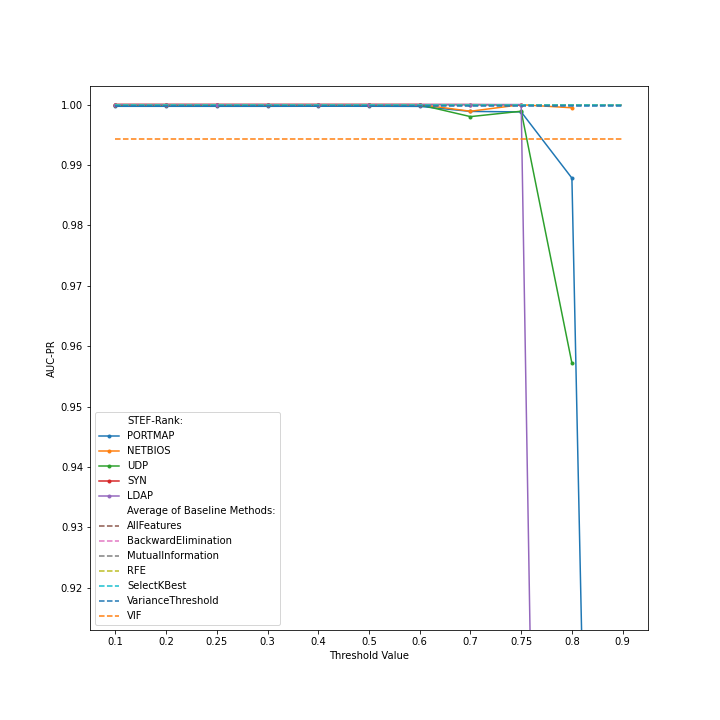 1.00
0.99
0.98
0.97
0.96
0.95
0.94
0.93
0.92
AUC-PR
STEF-Rank:
PORTMAP
NETBIOS
UDP
SYN
LDAP
Average of Baseline Methods:
AllFeatures
BackwardElimination
MutualInformation
RFE
SelectKBest
VarianceThreshold
VIF
0.1 0.2 0.25 0.3 0.4 0.5 0.6 0.7 0.75 0.8 0.9
Threshold Value